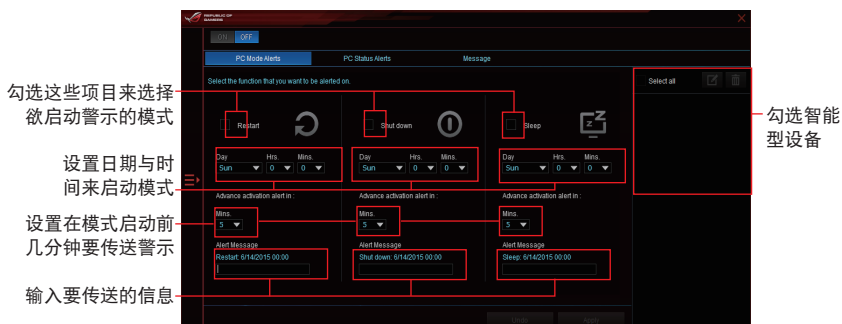 REPUBLIC OF
GAMERS
ON OFF
PC Mode Alerts PC Status Alerts Message
Select the function that you want to be alerted on.
Select all
勾选这些项目来选择
欲启动警示的模式
Restart Shut down Sleep
勾选智能
型设备
设置日期与时
间来启动模式
Day Hrs. Mins. Day Hrs. Mins. Day Hrs. Mins.
Sun 0 0 Sun 0 0 Sun 0 0
Advance activation alert in : Advance activation alert in : Advance activation alert in :
设置在模式启动前
几分钟要传送警示
Mins. Mins. Mins.
5 5 5
Alert Message Alert Message Alert Message
Restart: 6/14/2015 00:00 Shut down: 6/14/2015 00:00 Sleep: 6/14/2015 00:00
输入要传送的信息
Undo Apply